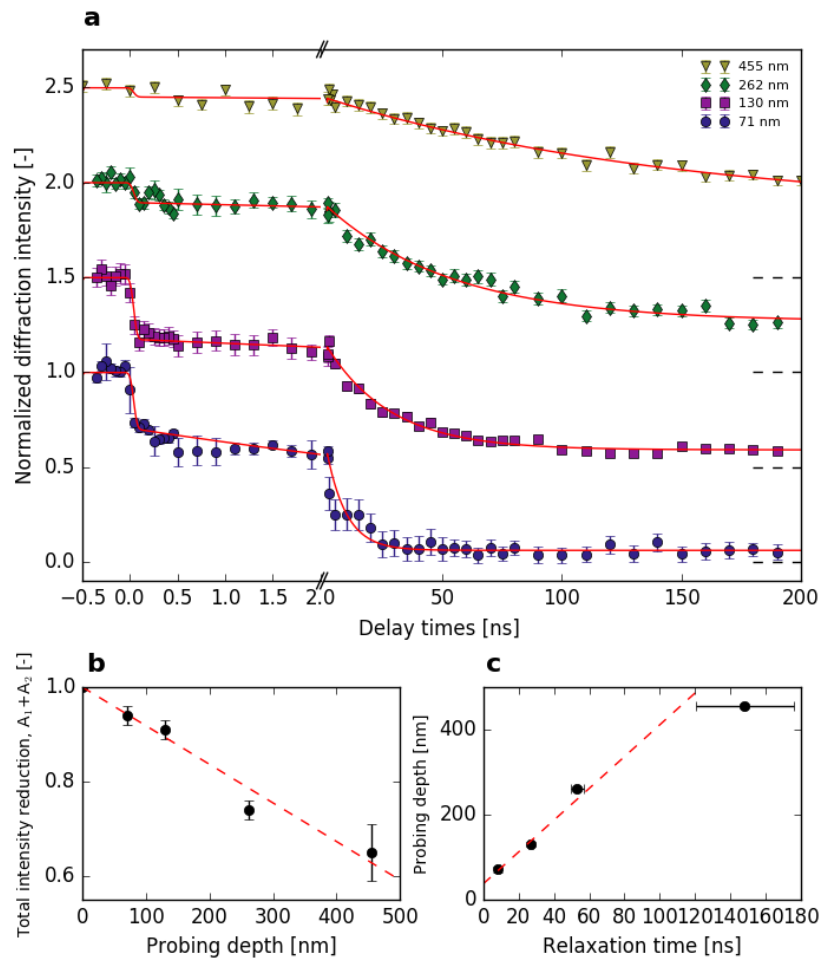 a
Normalized diffraction intensity [-]
2.5
2.0
1.5
1.0
0.5
0.0
455 nm
262 nm
130 nm
71 nm
−0.5 0.0 0.5 1.0 1.5 2.0 50 100 150 200
Delay times [ns]
b
Total intensity reduction, A₁+A₂ [-]
1.0
0.8
0.6
0 100 200 300 400 500
Probing depth [nm]
c
Probing depth [nm]
400
200
0
0 20 40 60 80 100 120 140 160 180
Relaxation time [ns]